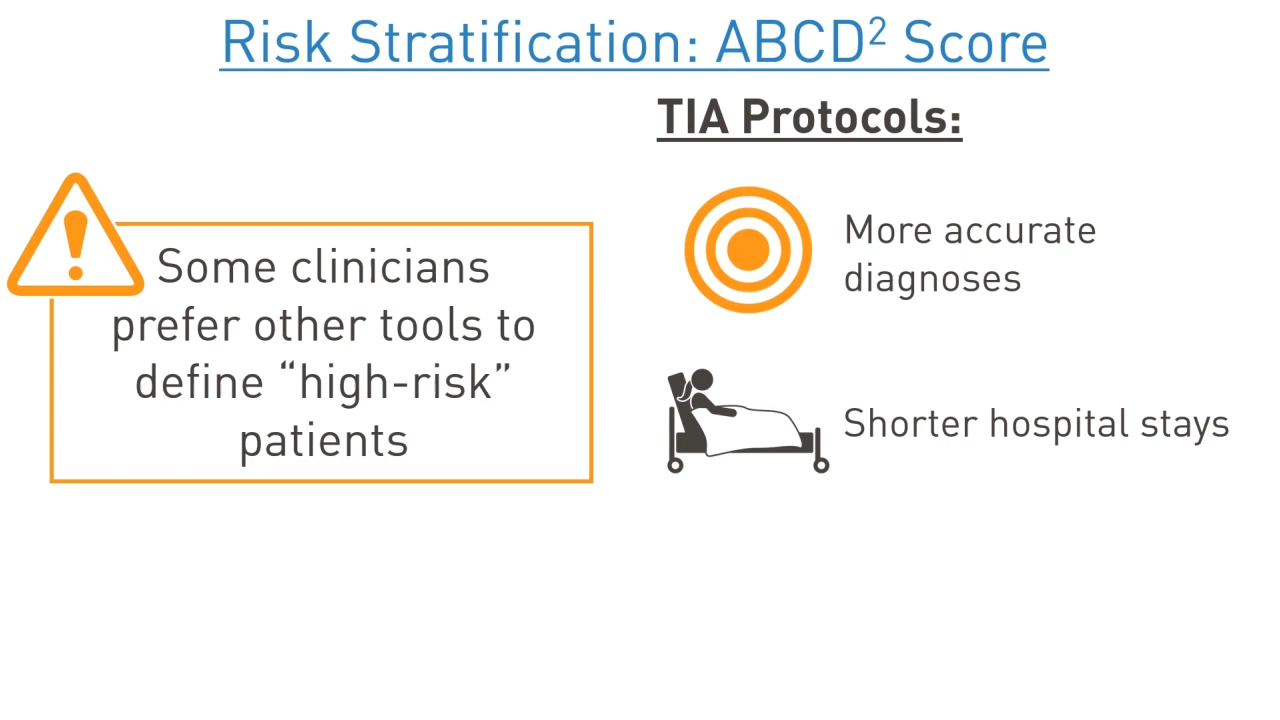 Risk Stratification: ABCD² Score
TIA Protocols:
Some clinicians
prefer other tools to
define “high-risk”
patients
More accurate
diagnoses
Shorter hospital stays